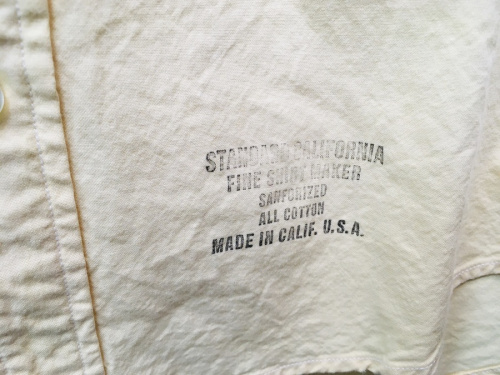 STANDARD CALIFORNIA
FINE SHIRT MAKER
SANFORIZED
ALL COTTON
MADE IN CALIF. U.S.A.